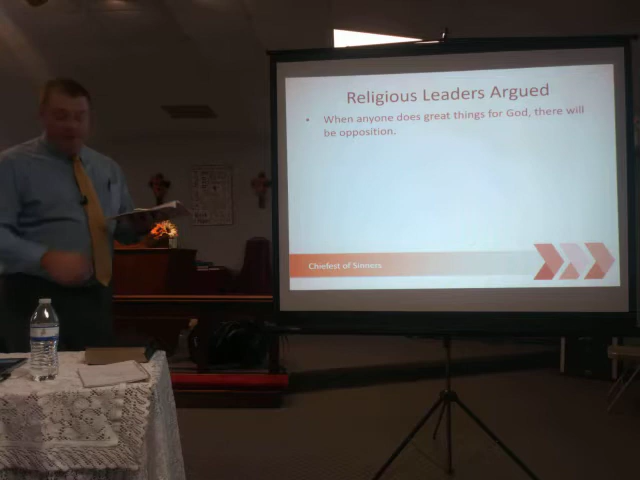 Religious Leaders Argued
• When anyone does great things for God, there will
be opposition.
Chiefest of Sinners